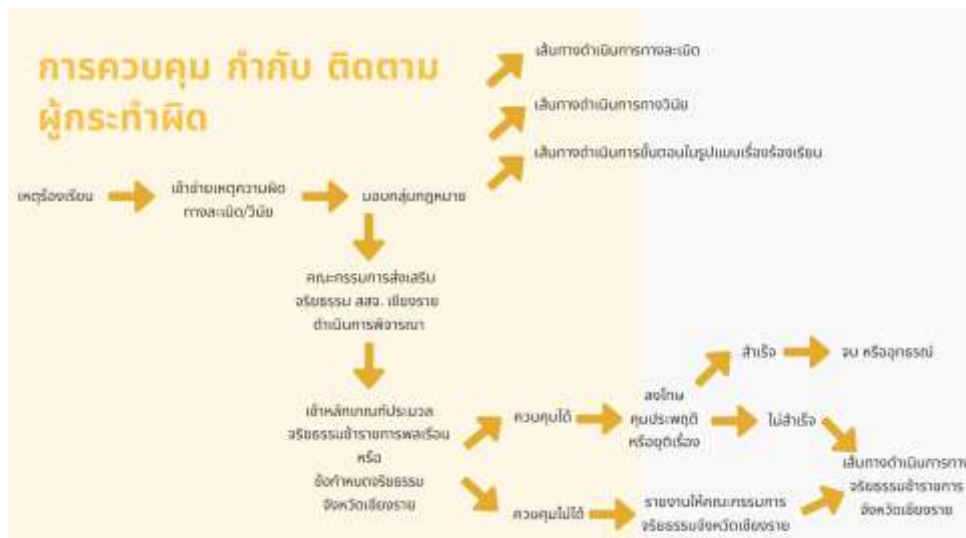 การควบคุม กำกับ ติดตาม
ผู้กระทำผิด
เส้นทางดำเนินการทางละเมิด
เส้นทางดำเนินการทางวินัย
เส้นทางดำเนินการขั้นตอนในรูปแบบเรื่องร้องเรียน
เหตุร้องเรียน
เข้าข่ายเหตุความผิด
ทางละเมิด/วินัย
มอบกลุ่มกฎหมาย
คณะกรรมการส่งเสริม
จริยธรรม สสจ. เชียงราย
ดำเนินการพิจารณา
เข้าหลักเกณฑ์ประมวล
จริยธรรมข้าราชการพลเรือน
หรือ
ข้อกำหนดจริยธรรม
จังหวัดเชียงราย
ควบคุมได้
ลงโทษ
คุมประพฤติ
หรือยุติเรื่อง
สำเร็จ
จบ หรืออุทธรณ์
ไม่สำเร็จ
ควบคุมไม่ได้
รายงานให้คณะกรรมการ
จริยธรรมจังหวัดเชียงราย
เส้นทางดำเนินการทาง
จริยธรรมข้าราชการ
จังหวัดเชียงราย